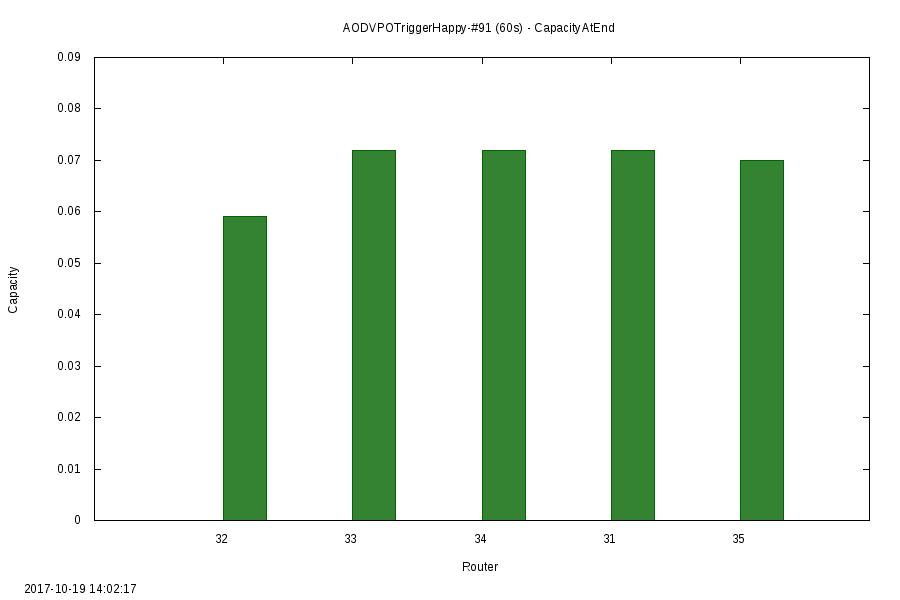 AODVPOTriggerHappy-#91 (60s) - CapacityAtEnd
0.09
0.08
0.07
0.06
0.05
0.04
0.03
0.02
0.01
0
Capacity
32 33 34 31 35
Router
2017-10-19 14:02:17